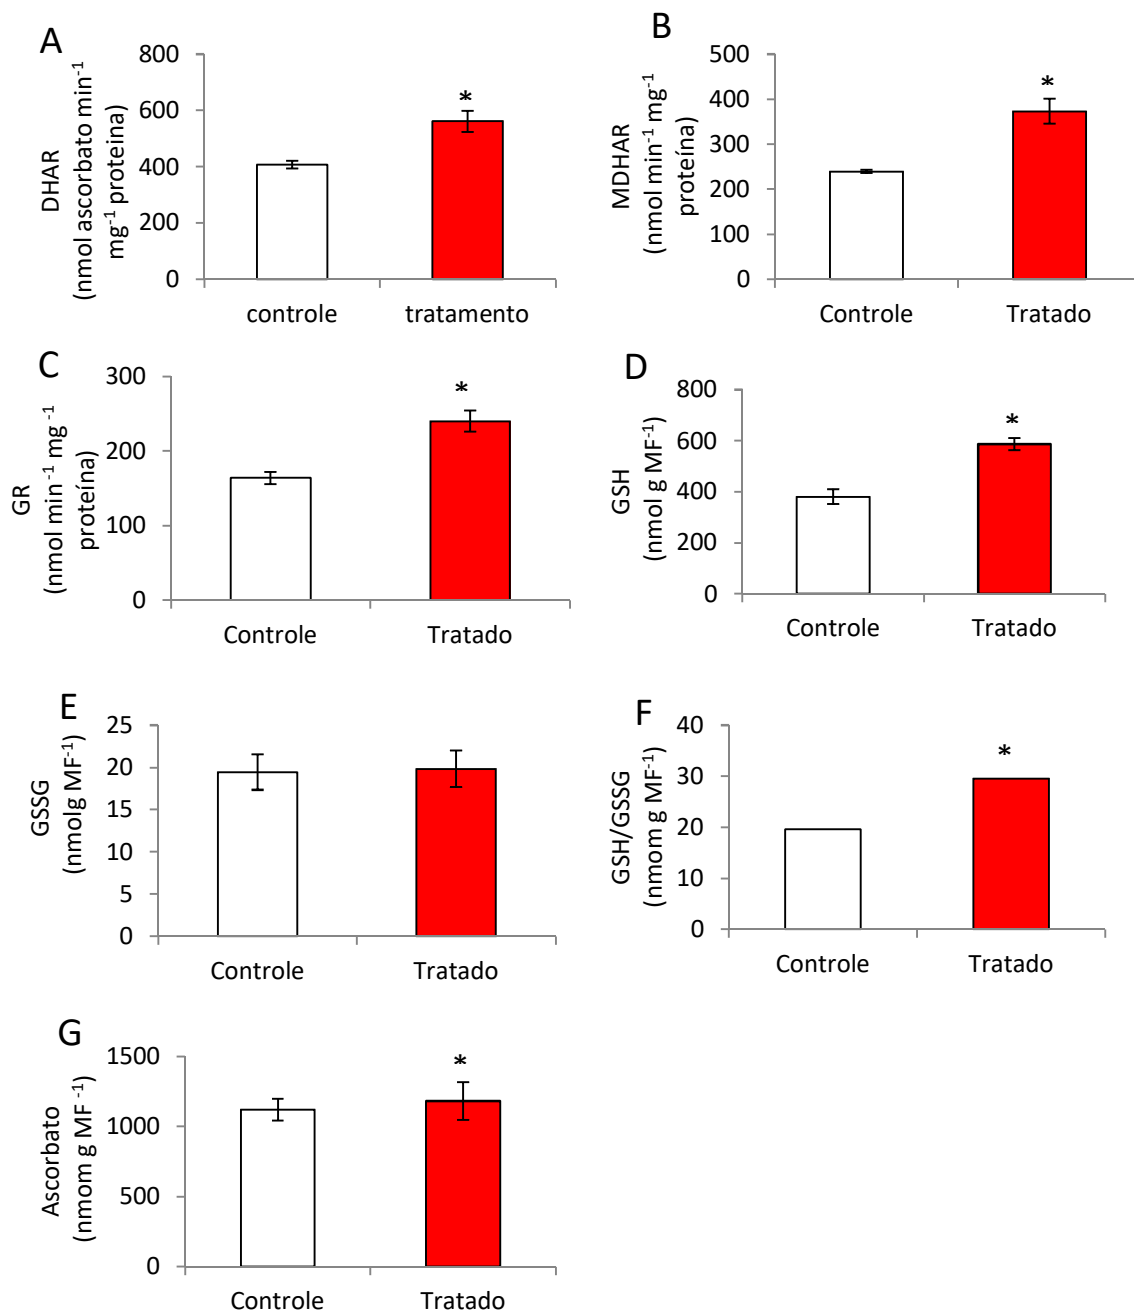 A
DHAR
(nmol ascorbato min-1
mg-1 proteína)
800
600
400
200
0
*
controle
tratamento
B
MDHAR
(nmol min-1 mg-1
proteína)
500
400
300
200
100
0
*
Controle
Tratado
C
GR
(nmol min-1 mg-1
proteína)
300
200
100
0
*
Controle
Tratado
D
GSH
(nmol g MF-1)
800
600
400
200
0
*
Controle
Tratado
E
GSSG
(nmolg MF-1)
25
20
15
10
5
0
Controle
Tratado
F
GSH/GSSG
(nmom g MF-1)
40
30
20
10
0
*
Controle
Tratado
G
Ascorbato
(nmom g MF -1)
1500
1000
500
0
*
Controle
Tratado